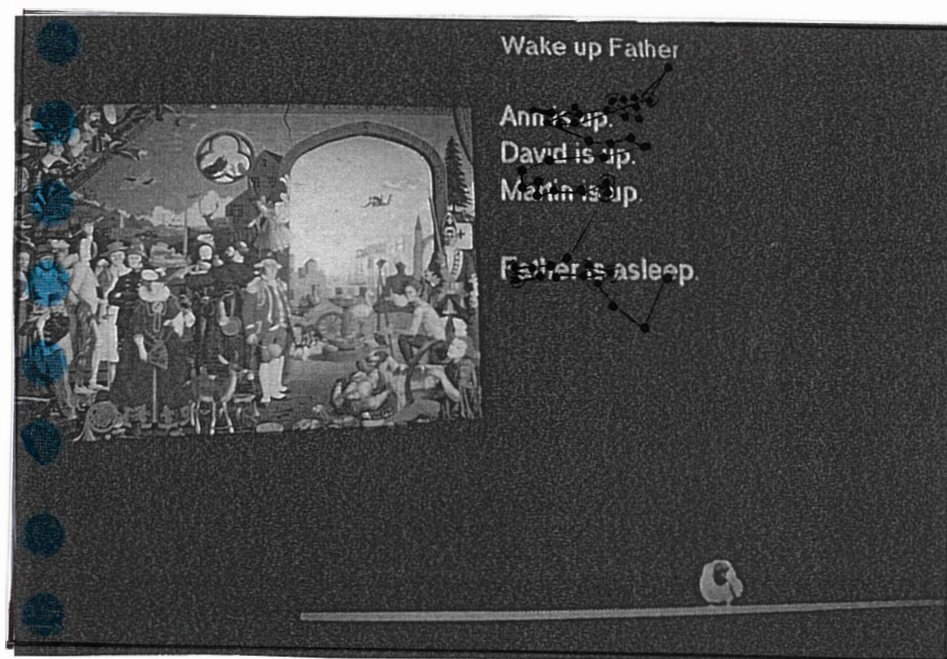 Wake up Father
Ann is up.
David is up.
Martin is up.
Father is asleep.